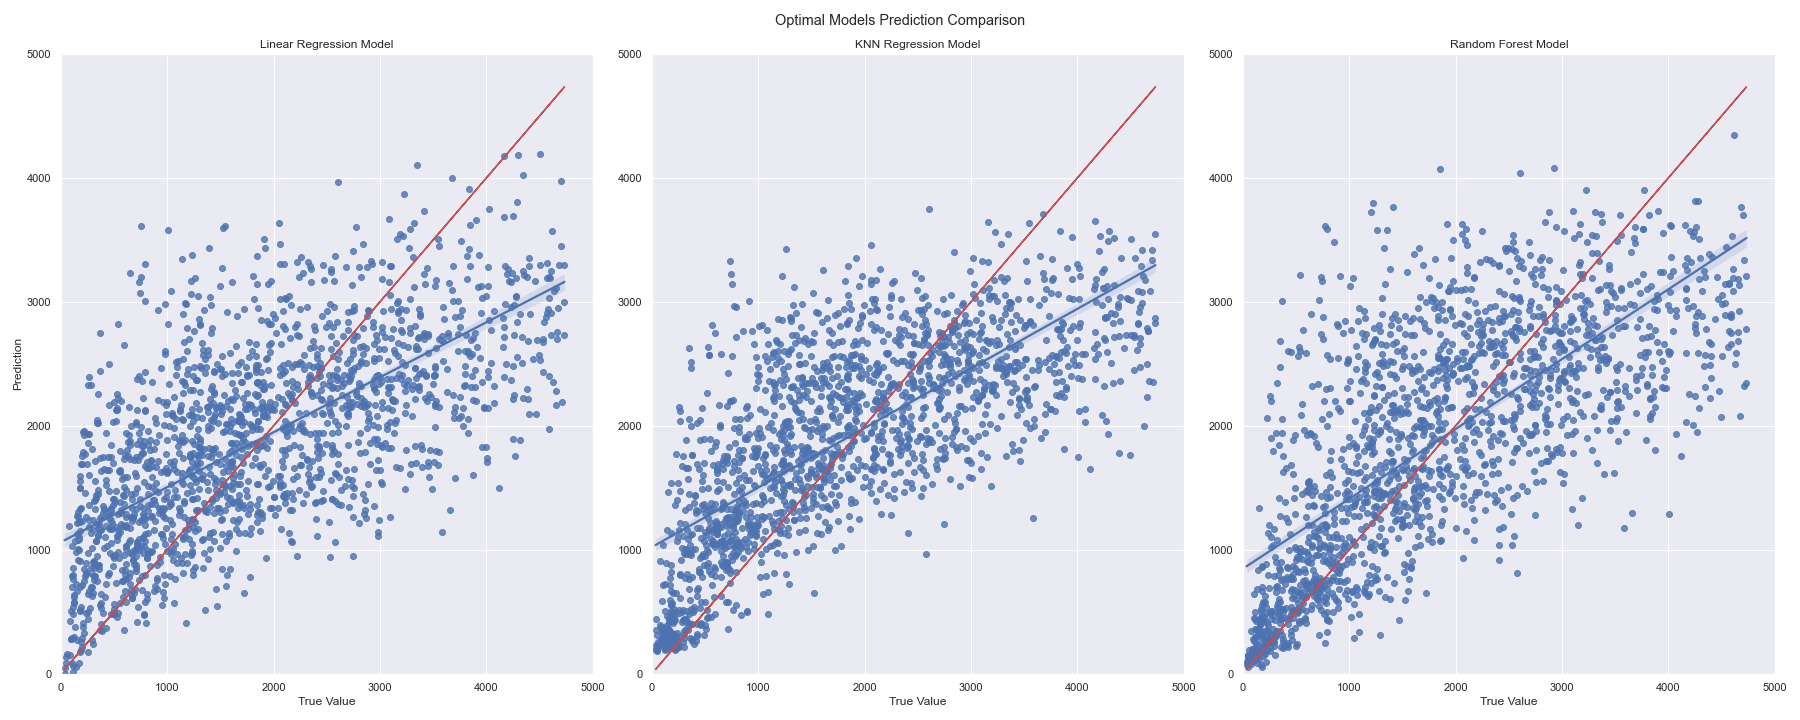 Optimal Models Prediction Comparison
Linear Regression Model
KNN Regression Model
Random Forest Model
5000
4000
3000
2000
1000
0
Prediction
0 1000 2000 3000 4000 5000
True Value
5000
4000
3000
2000
1000
0
0 1000 2000 3000 4000 5000
True Value
5000
4000
3000
2000
1000
0
0 1000 2000 3000 4000 5000
True Value